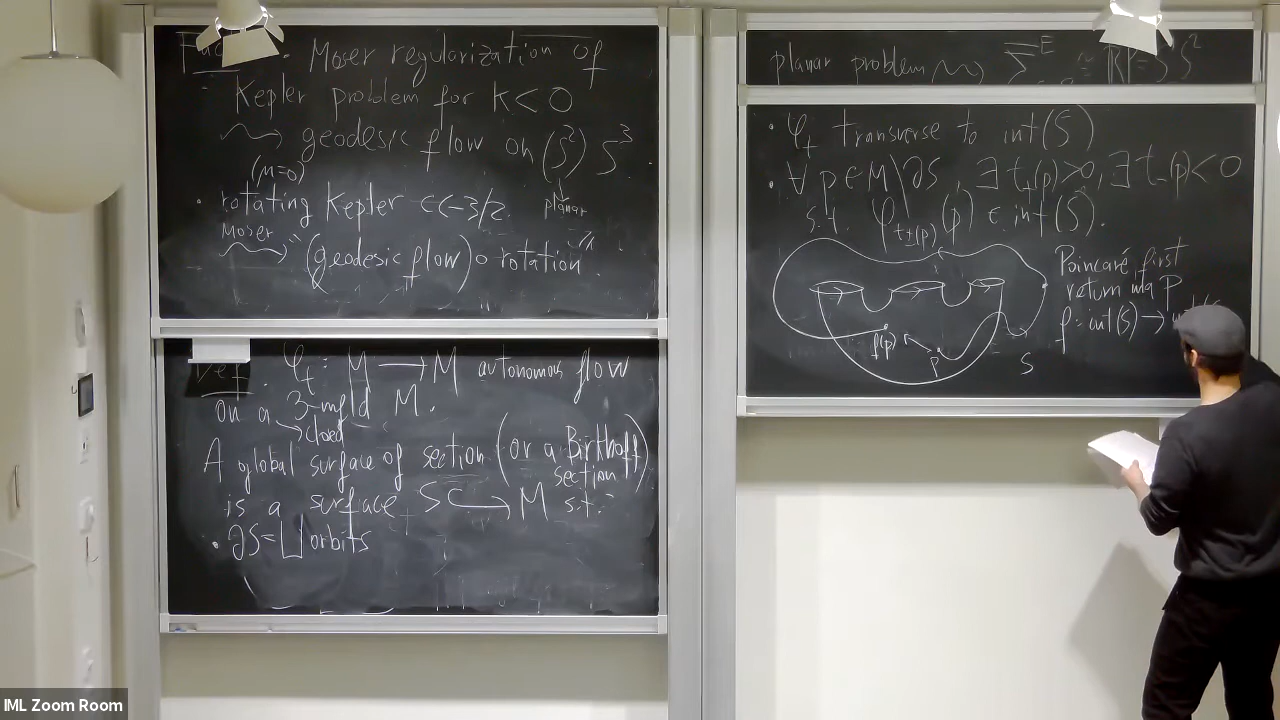 Fact. Moser regularization of
Kepler problem for K<0
⤳ geodesic flow on (S²) S³
(μ=0) planar
· rotating Kepler c<-3/2
Moser ⤳ "(geodesic flow) ∘ rotation"
Def. φ_t : M → M autonomous flow
on a 3-mfld M.
closed
A global surface of section (or a Birkhoff
section)
is a surface S ↪ M s.t.:
· ∂S = ⨆ orbits
planar problem ⤳ Σ^E ≅ RP³ = S*S²
· φ_t transverse to int(S)
· ∀ p∈M\∂S, ∃ t₊(p)>0, ∃ t₋(p)<0
s.t. φ_{t±(p)}(p) ∈ int(S).
Poincaré first
return map
f: int(S) →
f(p)
p
S
IML Zoom Room